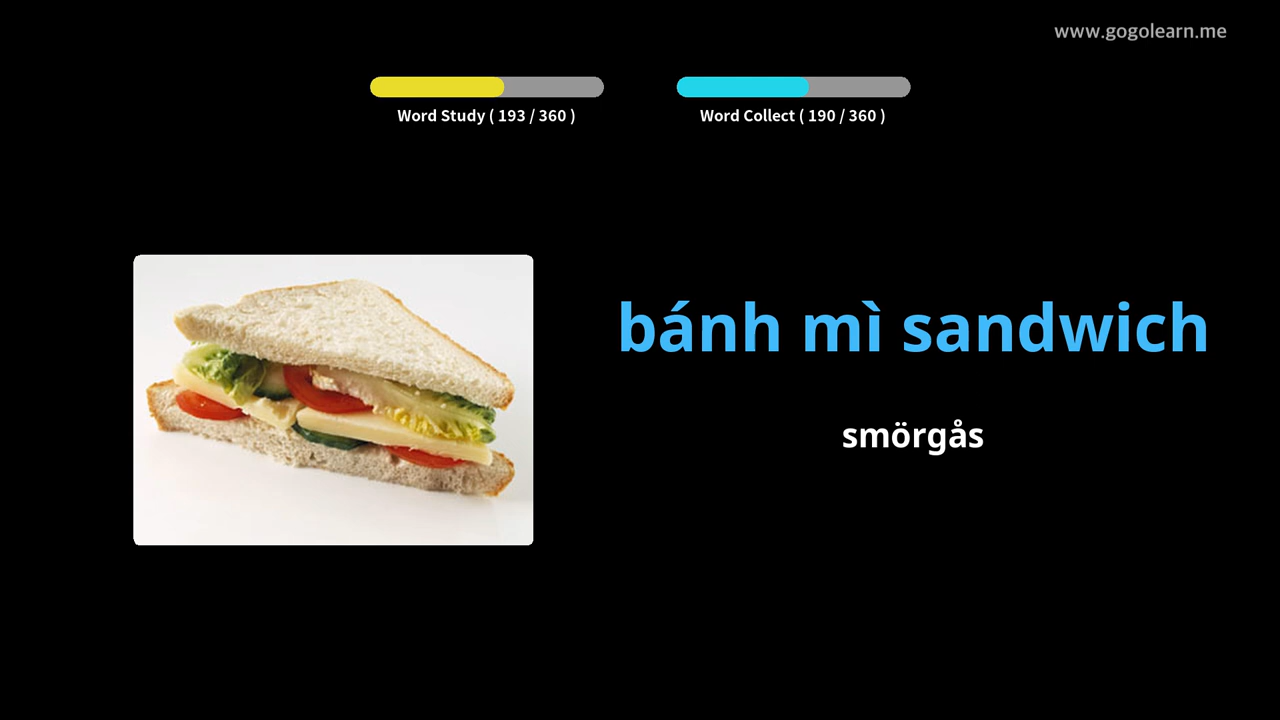 www.gogolearn.me
Word Study ( 193 / 360 )
Word Collect ( 190 / 360 )
bánh mì sandwich
smörgås